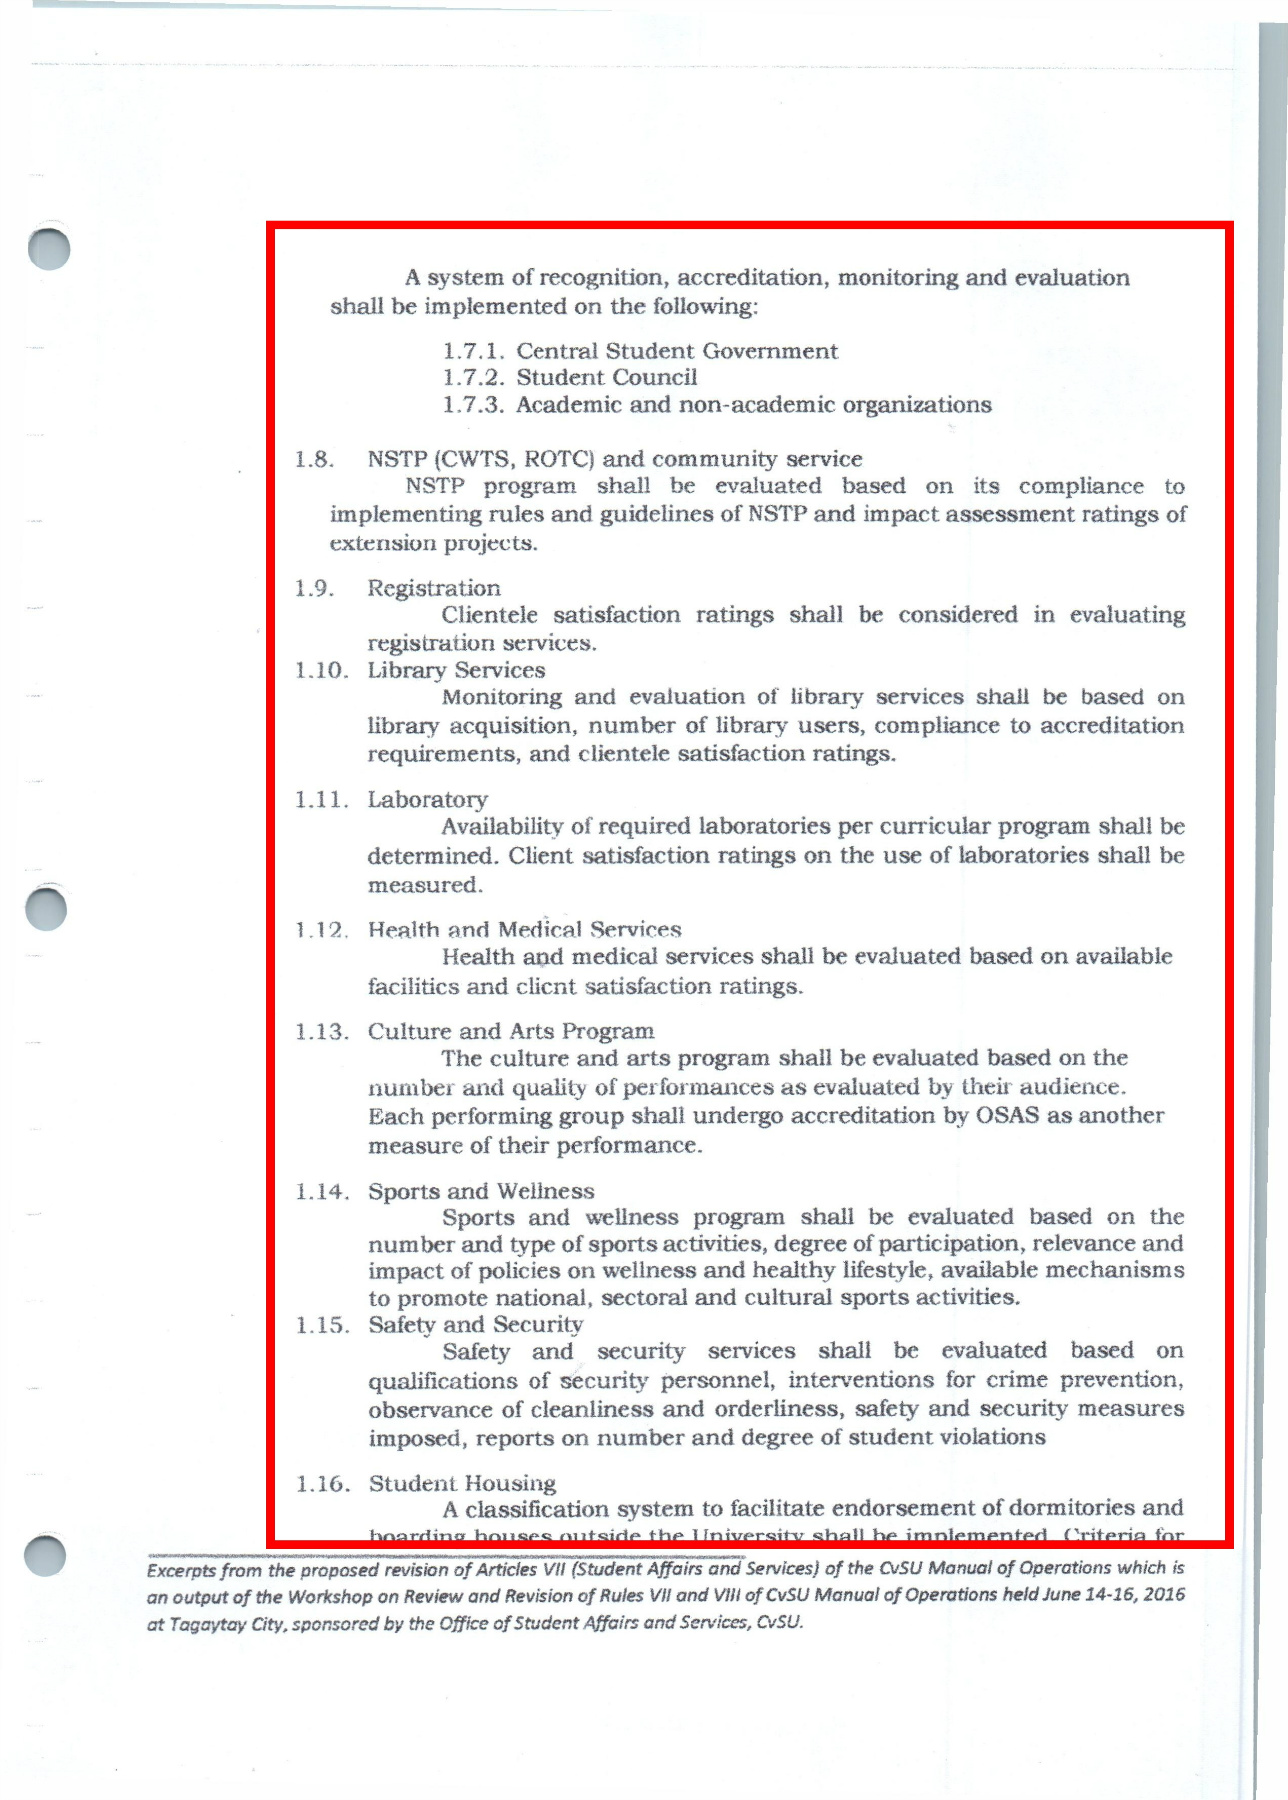 A system of recognition, accreditation, monitoring and evaluation
shall be implemented on the following:
1.7.1. Central Student Government
1.7.2. Student Council
1.7.3. Academic and non-academic organizations
1.8. NSTP (CWTS, ROTC) and community service
NSTP program shall be evaluated based on its compliance to
implementing rules and guidelines of NSTP and impact assessment ratings of
extension projects.
1.9. Registration
Clientele satisfaction ratings shall be considered in evaluating
registration services.
1.10. Library Services
Monitoring and evaluation of library services shall be based on
library acquisition, number of library users, compliance to accreditation
requirements, and clientele satisfaction ratings.
1.11. Laboratory
Availability of required laboratories per curricular program shall be
determined. Client satisfaction ratings on the use of laboratories shall be
measured.
1.12. Health and Medical Services
Health and medical services shall be evaluated based on available
facilities and client satisfaction ratings.
1.13. Culture and Arts Program
The culture and arts program shall be evaluated based on the
number and quality of performances as evaluated by their audience.
Each performing group shall undergo accreditation by OSAS as another
measure of their performance.
1.14. Sports and Wellness
Sports and wellness program shall be evaluated based on the
number and type of sports activities, degree of participation, relevance and
impact of policies on wellness and healthy lifestyle, available mechanisms
to promote national, sectoral and cultural sports activities.
1.15. Safety and Security
Safety and security services shall be evaluated based on
qualifications of security personnel, interventions for crime prevention,
observance of cleanliness and orderliness, safety and security measures
imposed, reports on number and degree of student violations
1.16. Student Housing
A classification system to facilitate endorsement of dormitories and
boarding houses outside the University shall be implemented. Criteria for
Excerpts from the proposed revision of Articles VII (Student Affairs and Services) of the CvSU Manual of Operations which is
an output of the Workshop on Review and Revision of Rules VII and VIII of CvSU Manual of Operations held June 14-16, 2016
at Tagaytay City, sponsored by the Office of Student Affairs and Services, CvSU.